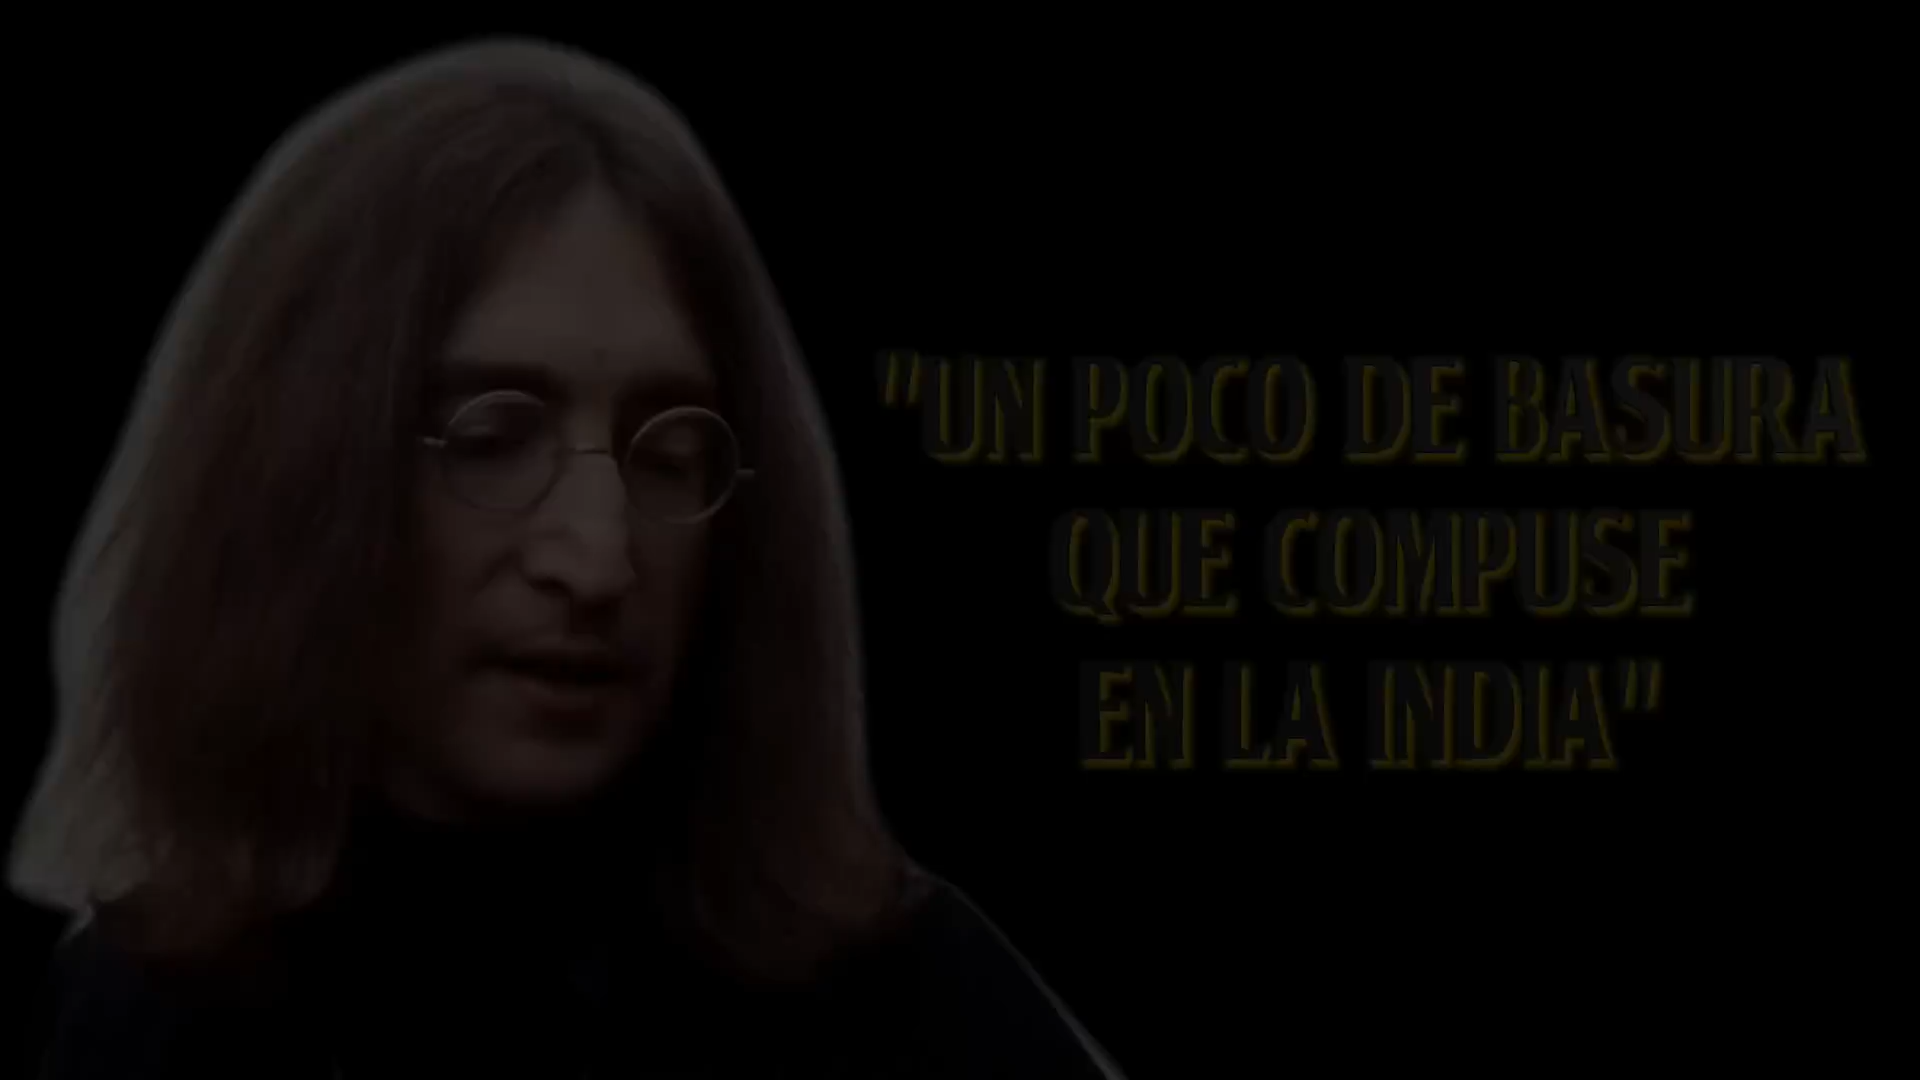 "UN POCO DE BASURA
QUE COMPUSE
EN LA INDIA"